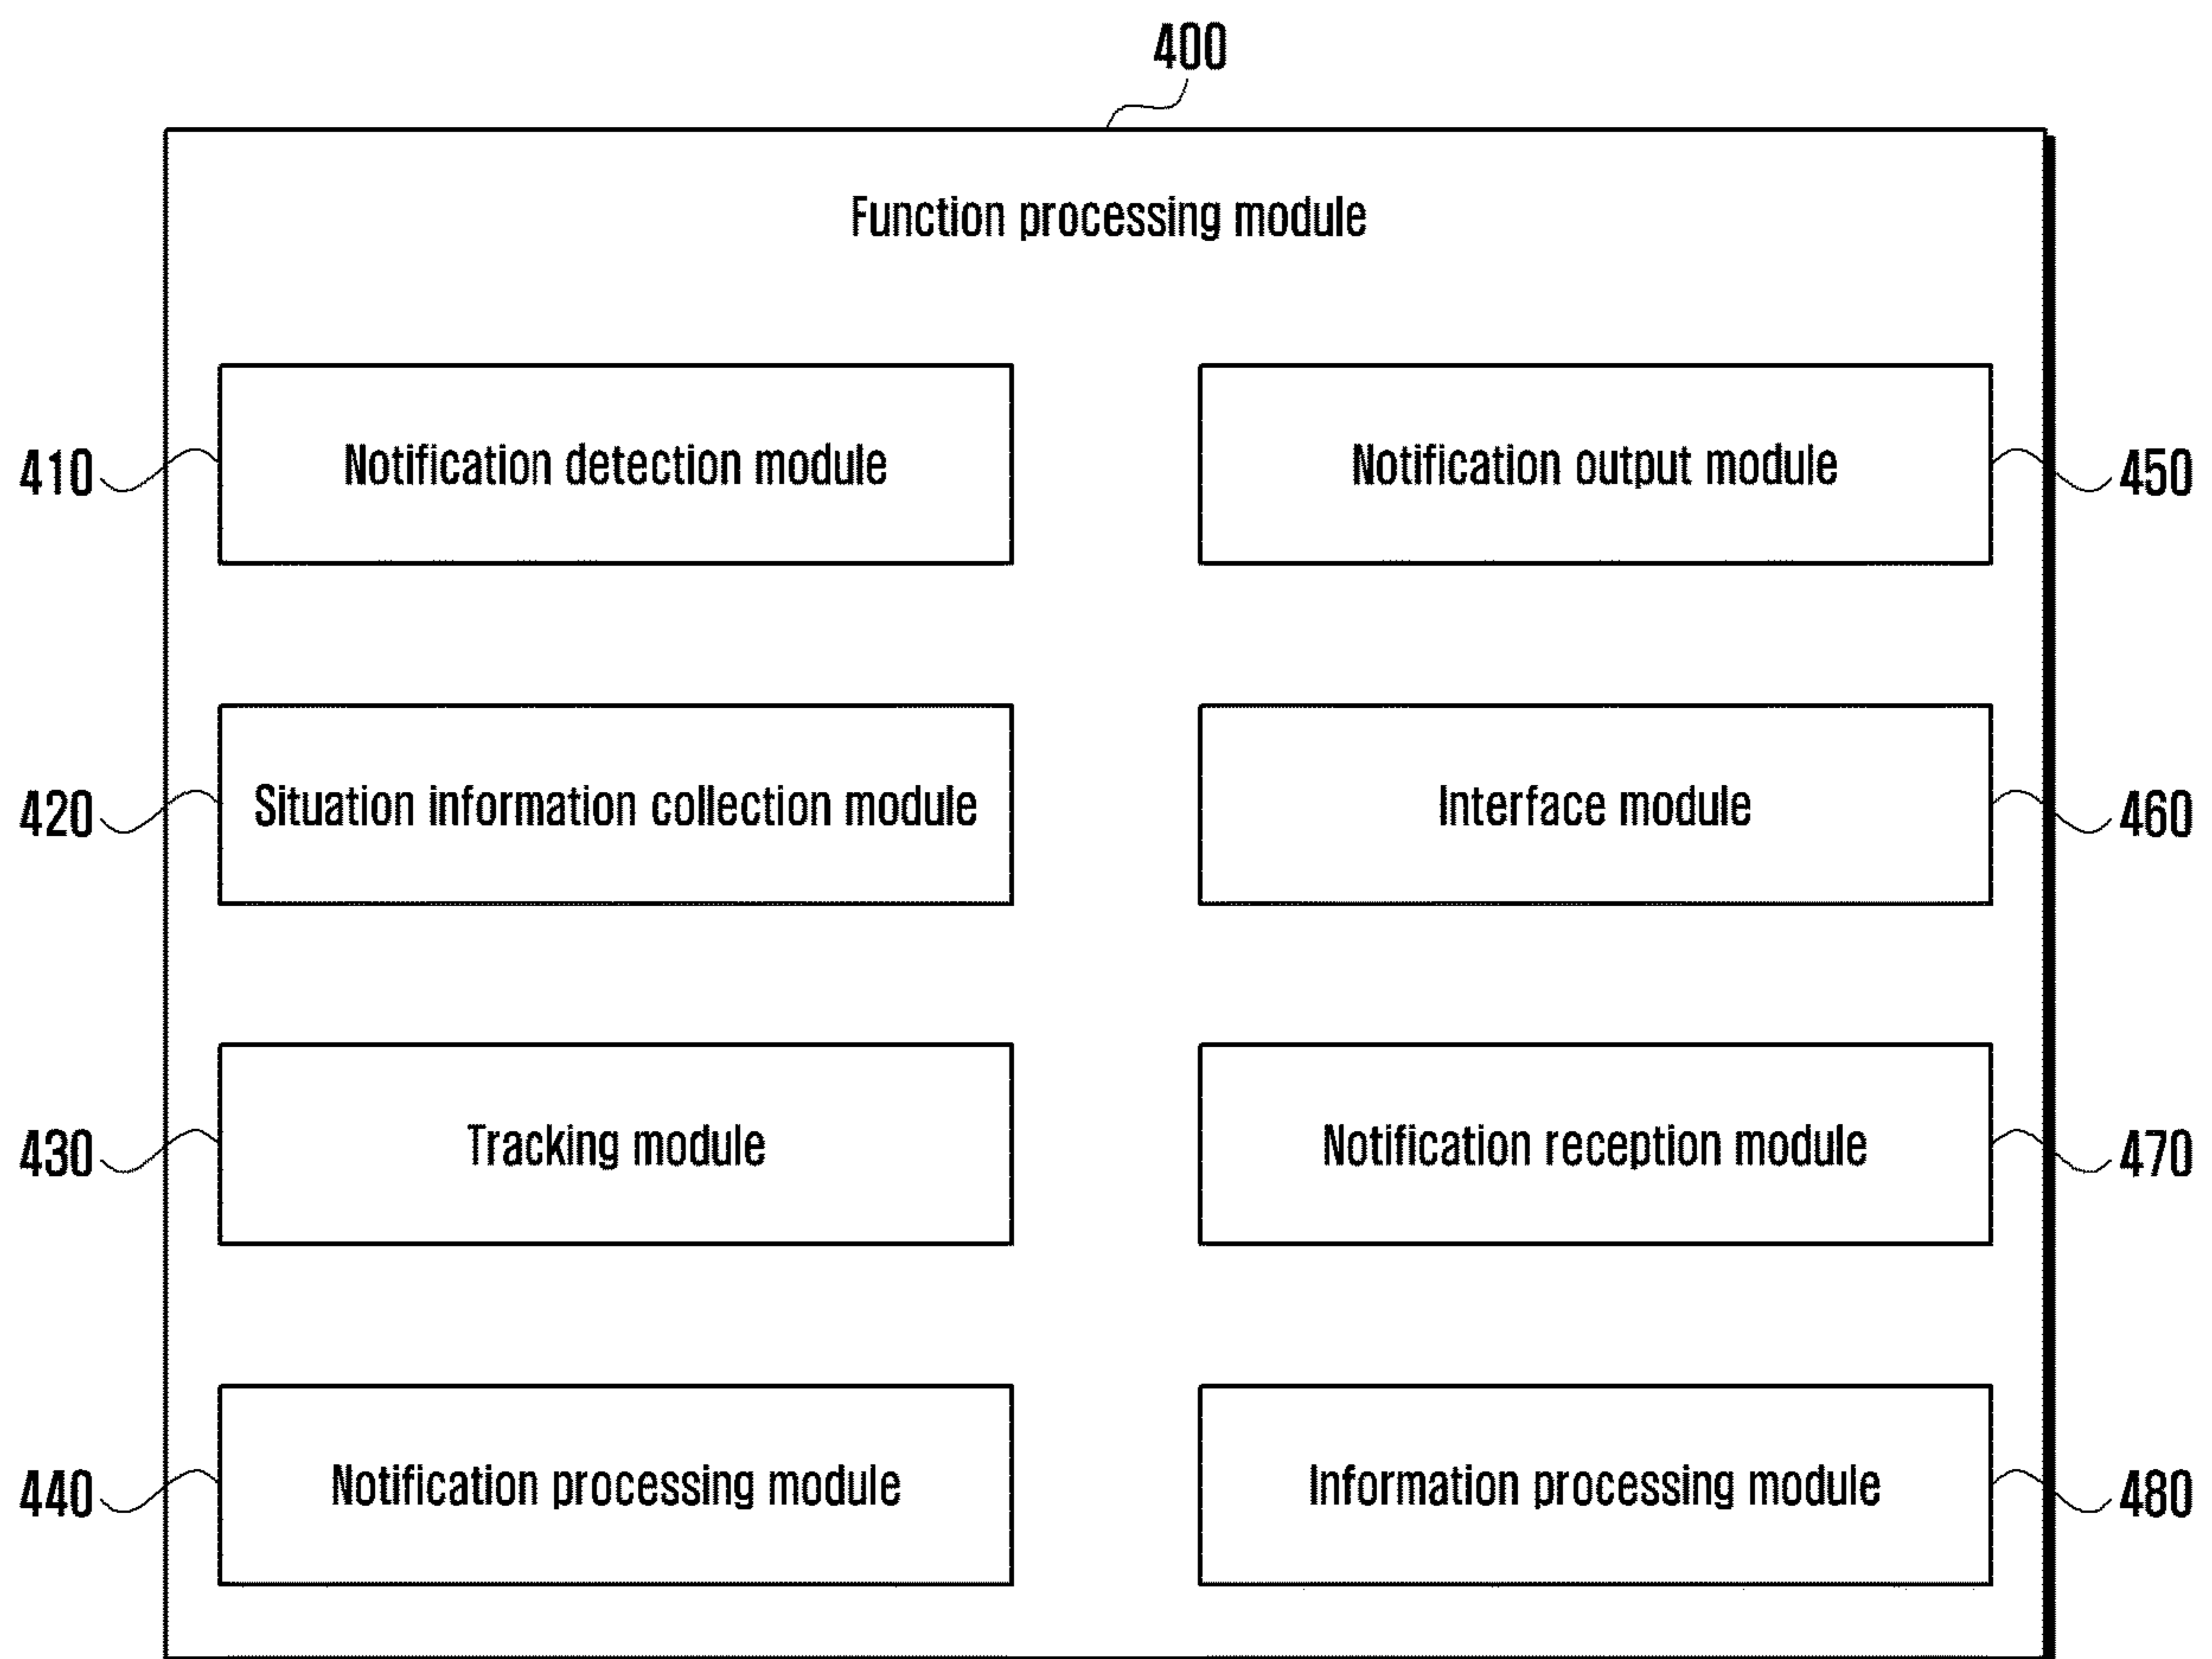 400
Function processing module
410
Notification detection module
Notification output module
450
420
Situation information collection module
Interface module
460
430
Tracking module
Notification reception module
470
440
Notification processing module
Information processing module
480